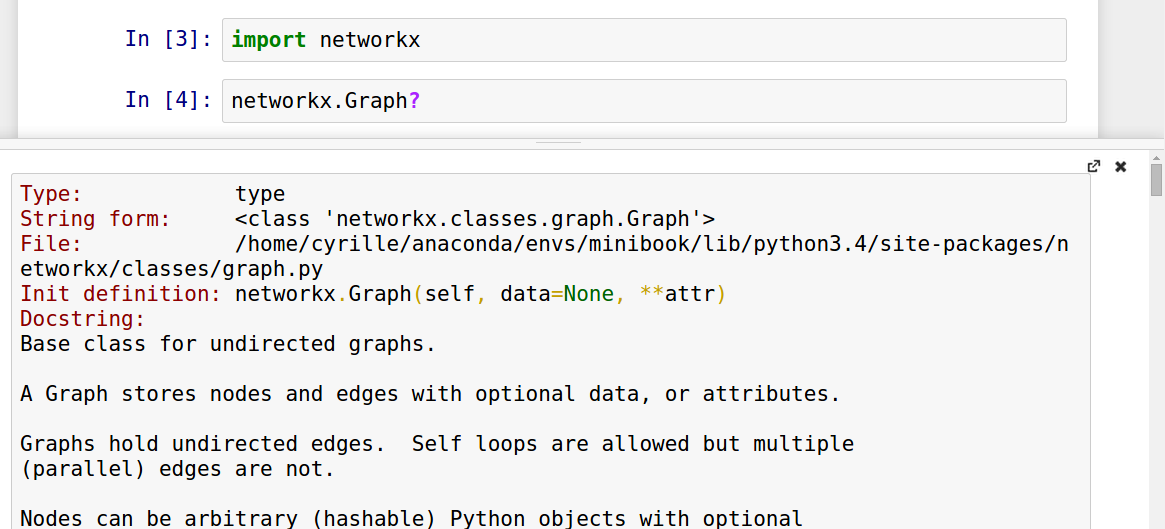 In [3]: import networkx
In [4]: networkx.Graph?
Type:            type
String form:     <class 'networkx.classes.graph.Graph'>
File:            /home/cyrille/anaconda/envs/minibook/lib/python3.4/site-packages/n
etworkx/classes/graph.py
Init definition: networkx.Graph(self, data=None, **attr)
Docstring:
Base class for undirected graphs.
A Graph stores nodes and edges with optional data, or attributes.
Graphs hold undirected edges.  Self loops are allowed but multiple
(parallel) edges are not.
Nodes can be arbitrary (hashable) Python objects with optional